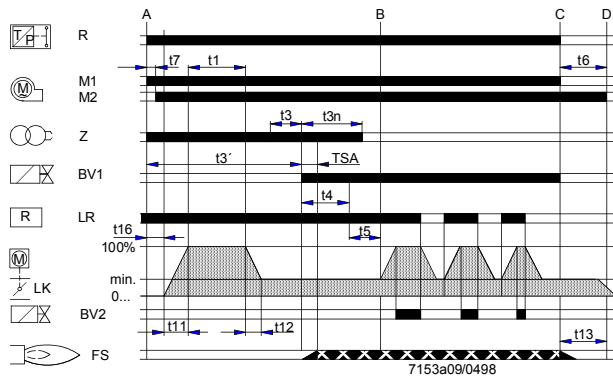 A B C D
T P R
t7 t1 t6
M M1
M2
t3 t3n
Z
t3´ TSA
BV1
t4
R LR
t16 t5
100%
M
min.
LK
0...
BV2
t11 t12 t13
FS
7153a09/0498